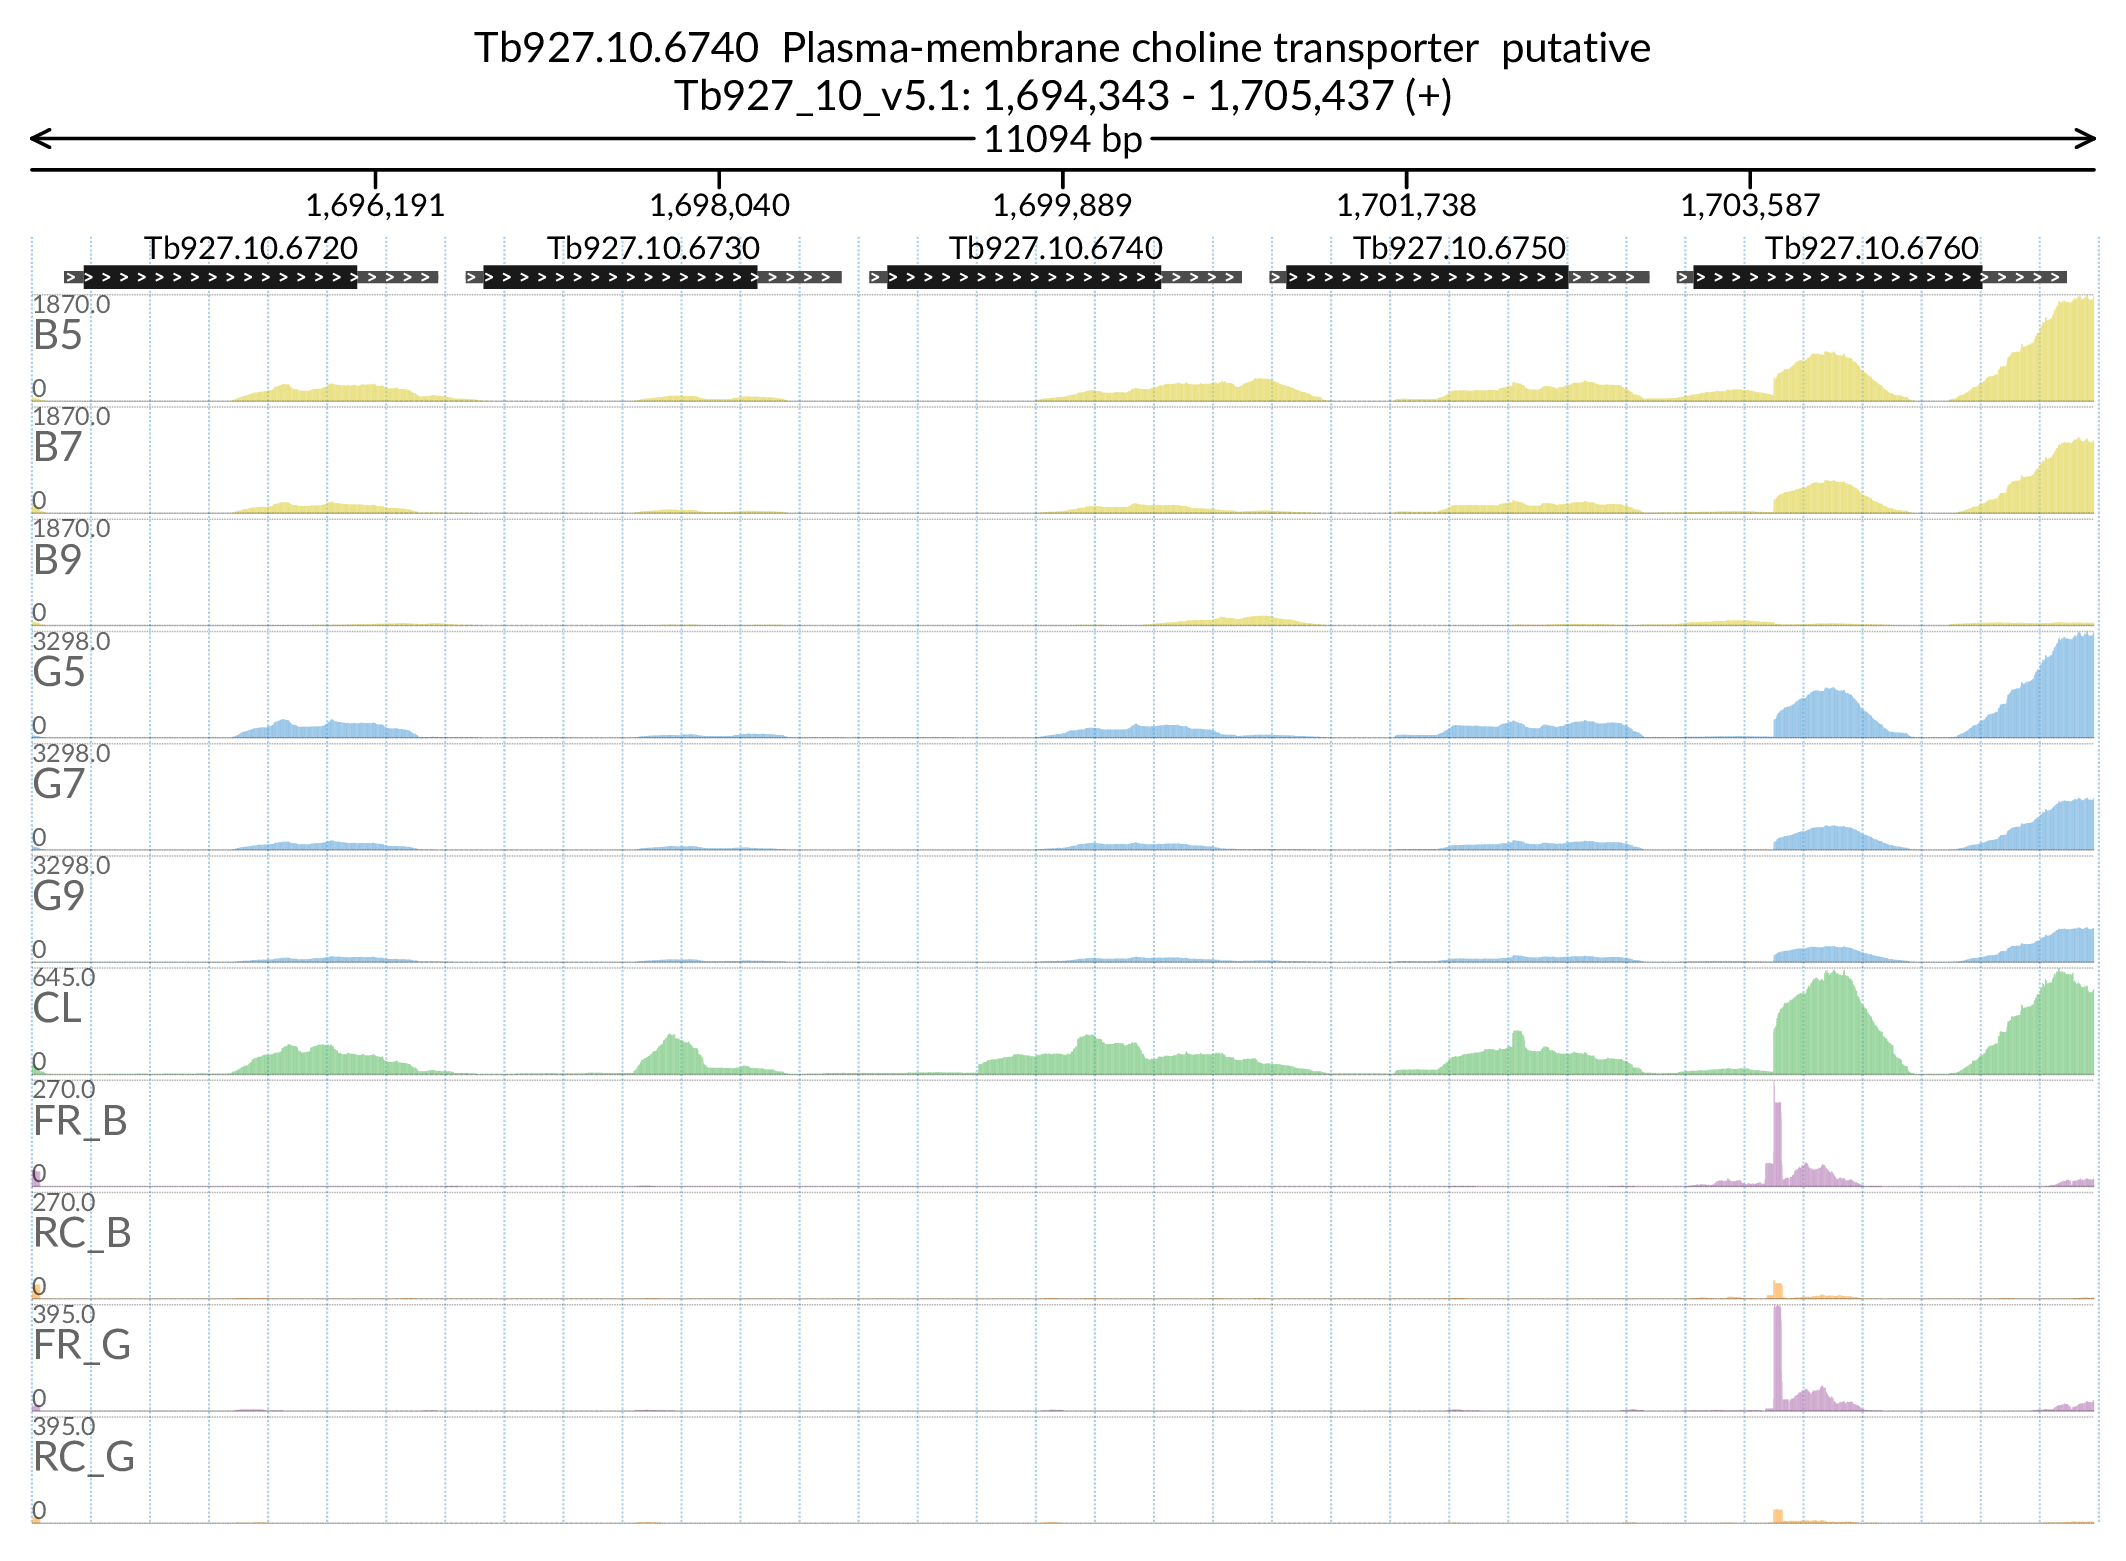 Tb927.10.6740  Plasma-membrane choline transporter  putative
Tb927_10_v5.1: 1,694,343 - 1,705,437 (+)
11094 bp
1,696,191 1,698,040 1,699,889 1,701,738 1,703,587
Tb927.10.6720 Tb927.10.6730 Tb927.10.6740 Tb927.10.6750 Tb927.10.6760
1870.0
B5
0
1870.0
B7
0
1870.0
B9
0
3298.0
G5
0
3298.0
G7
0
3298.0
G9
0
645.0
CL
0
270.0
FR_B
0
270.0
RC_B
0
395.0
FR_G
0
395.0
RC_G
0